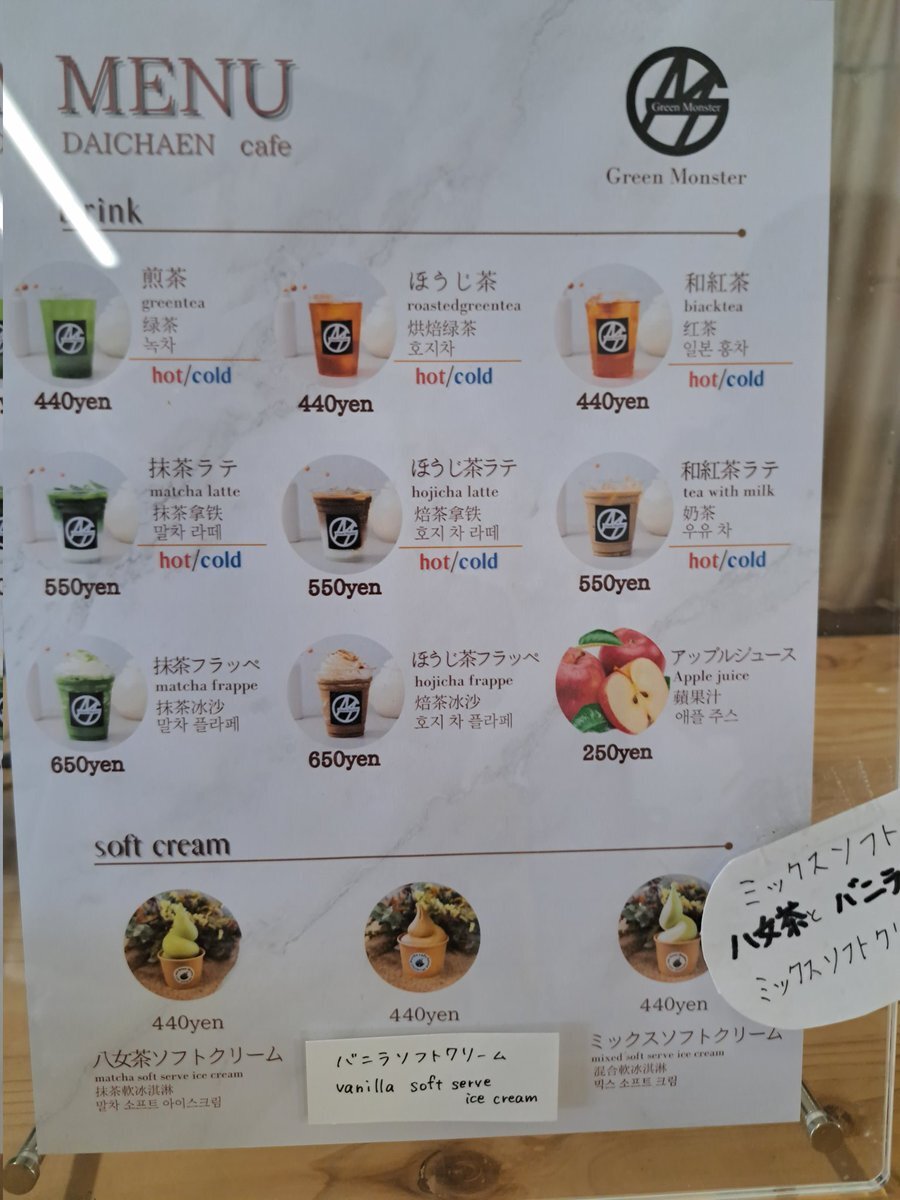 MENU
DAICHAEN cafe
Green Monster
Green Monster
drink
煎茶
greentea
绿茶
녹차
hot/cold
440yen
ほうじ茶
roastedgreentea
烘焙绿茶
호지차
hot/cold
440yen
和紅茶
biacktea
红茶
일본 홍차
hot/cold
440yen
抹茶ラテ
matcha latte
抹茶拿铁
말차 라떼
hot/cold
550yen
ほうじ茶ラテ
hojicha latte
焙茶拿铁
호지 차 라떼
hot/cold
550yen
和紅茶ラテ
tea with milk
奶茶
우유 차
hot/cold
550yen
抹茶フラッペ
matcha frappe
抹茶冰沙
말차 플라페
650yen
ほうじ茶フラッペ
hojicha frappe
焙茶冰沙
호지 차 플라페
650yen
アップルジュース
Apple juice
蘋果汁
애플 주스
250yen
soft cream
440yen
八女茶ソフトクリーム
matcha soft serve ice cream
抹茶軟冰淇淋
말차 소프트 아이스크림
440yen
バニラソフトクリーム
vanilla soft serve
ice cream
440yen
ミックスソフトクリーム
mixed soft serve ice cream
混合軟冰淇淋
믹스 소프트 크림
ミックスソフト
八女茶と バニラ
ミックスソフトクリ